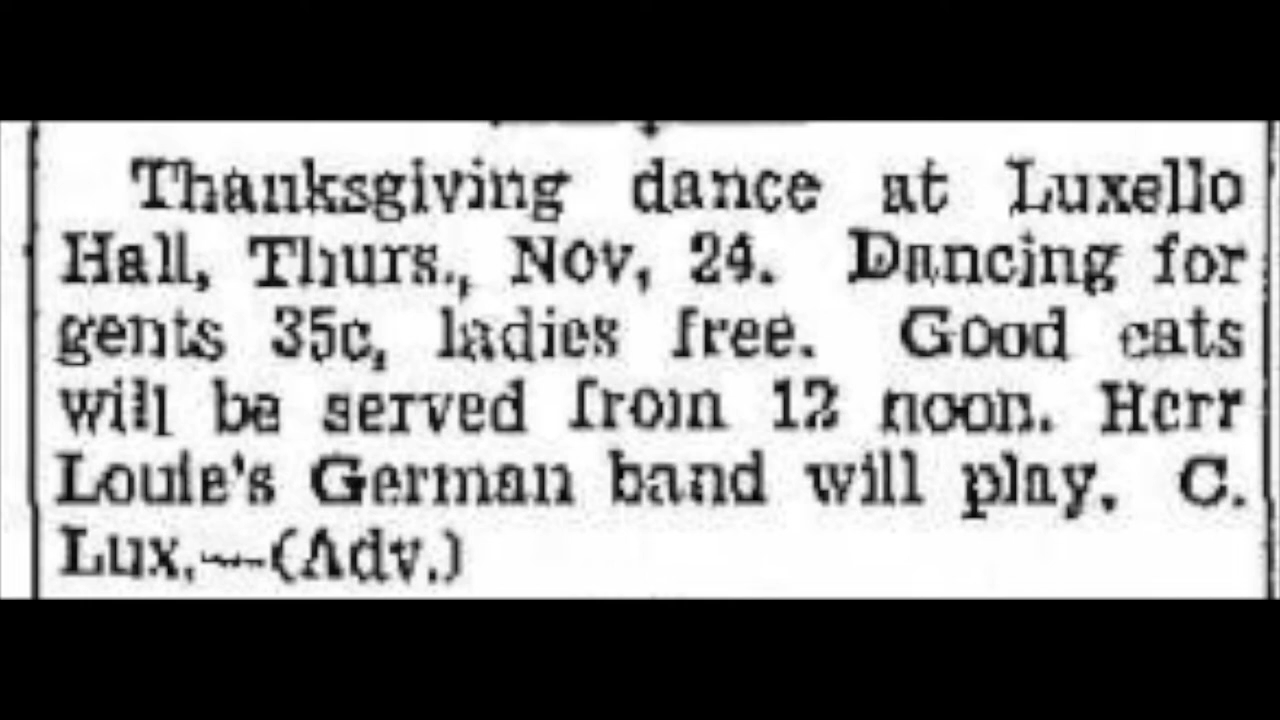 Thanksgiving dance at Luxello
Hall, Thurs., Nov, 24. Dancing for
gents 35c, ladies free. Good eats
will be served from 12 noon. Herr
Louie's German band will play. C.
Lux.—(Adv.)